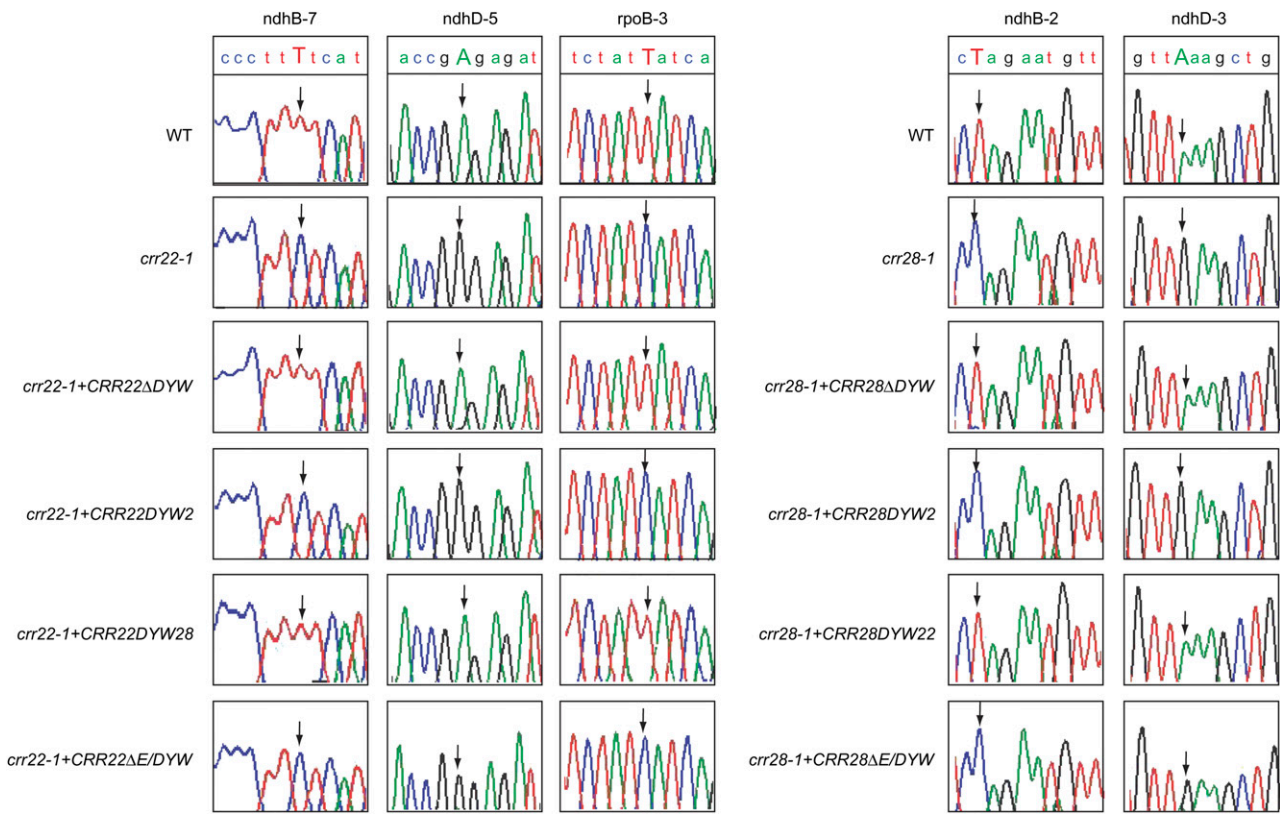 ndhB-7 ndhD-5 rpoB-3 ndhB-2 ndhD-3
c c c t t T t c a t a c c g A g a g a t t c t a t T a t c a c T a g a a t g t t g t t A a a g c t g
WT WT
crr22-1 crr28-1
crr22-1+CRR22ΔDYW crr28-1+CRR28ΔDYW
crr22-1+CRR22DYW2 crr28-1+CRR28DYW2
crr22-1+CRR22DYW28 crr28-1+CRR28DYW22
crr22-1+CRR22ΔE/DYW crr28-1+CRR28ΔE/DYW